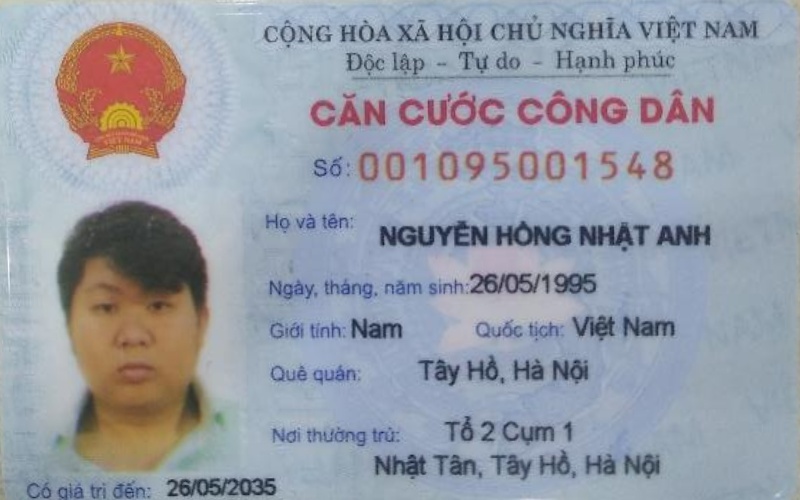 CỘNG HÒA XÃ HỘI CHỦ NGHĨA VIỆT NAM
Độc lập - Tự do - Hạnh phúc
CĂN CƯỚC CÔNG DÂN
Số: 001095001548
Họ và tên: NGUYỄN HỒNG NHẬT ANH
Ngày, tháng, năm sinh: 26/05/1995
Giới tính: Nam Quốc tịch: Việt Nam
Quê quán: Tây Hồ, Hà Nội
Nơi thường trú: Tổ 2 Cụm 1
Nhật Tân, Tây Hồ, Hà Nội
Có giá trị đến: 26/05/2035